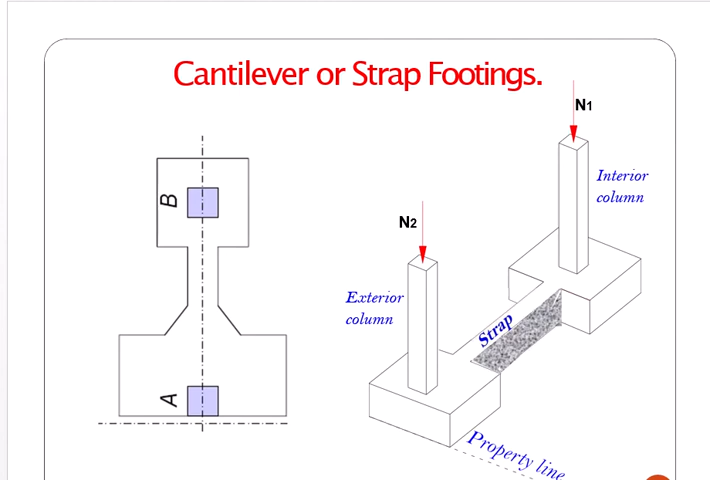 Cantilever or Strap Footings.
N1
Interior
column
N2
Exterior
column
Strap
Property line
B
A